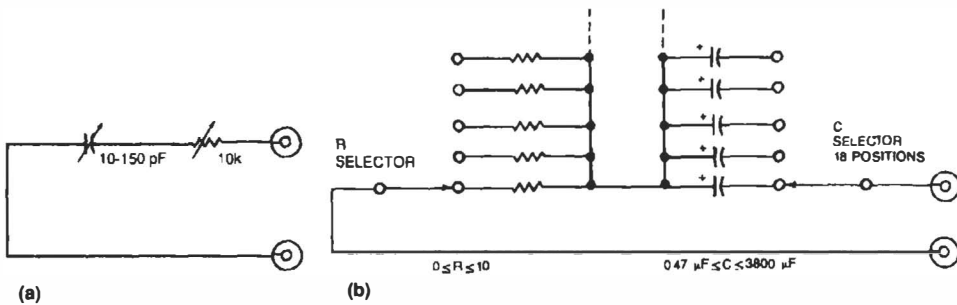 10-150 pF
10k
(a)
R
SELECTOR
+
+
+
+
+
C
SELECTOR
18 POSITIONS
0≤R≤10
0 47 µF≤C≤3800 µF
(b)